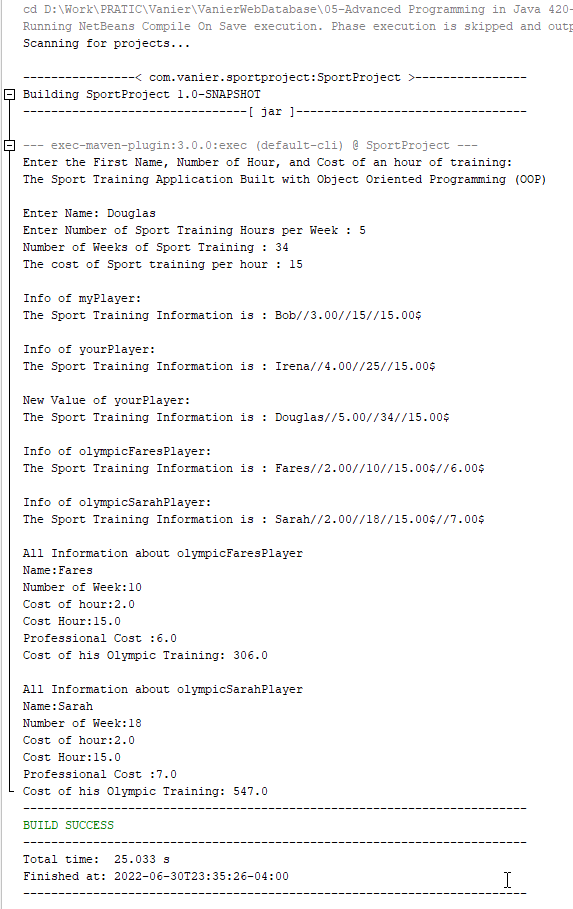 cd D:\Work\PRATIC\Vanier\VanierWebDatabase\05-Advanced Programming in Java 420-
Running NetBeans Compile On Save execution. Phase execution is skipped and outp
Scanning for projects...
----------------< com.vanier.sportproject:SportProject >----------------
Building SportProject 1.0-SNAPSHOT
--------------------------------[ jar ]---------------------------------
--- exec-maven-plugin:3.0.0:exec (default-cli) @ SportProject ---
Enter the First Name, Number of Hour, and Cost of an hour of training:
The Sport Training Application Built with Object Oriented Programming (OOP)
Enter Name: Douglas
Enter Number of Sport Training Hours per Week : 5
Number of Weeks of Sport Training : 34
The cost of Sport training per hour : 15
Info of myPlayer:
The Sport Training Information is : Bob//3.00//15//15.00$
Info of yourPlayer:
The Sport Training Information is : Irena//4.00//25//15.00$
New Value of yourPlayer:
The Sport Training Information is : Douglas//5.00//34//15.00$
Info of olympicFaresPlayer:
The Sport Training Information is : Fares//2.00//10//15.00$//6.00$
Info of olympicSarahPlayer:
The Sport Training Information is : Sarah//2.00//18//15.00$//7.00$
All Information about olympicFaresPlayer
Name:Fares
Number of Week:10
Cost of hour:2.0
Cost Hour:15.0
Professional Cost :6.0
Cost of his Olympic Training: 306.0
All Information about olympicSarahPlayer
Name:Sarah
Number of Week:18
Cost of hour:2.0
Cost Hour:15.0
Professional Cost :7.0
Cost of his Olympic Training: 547.0
------------------------------------------------------------------------
BUILD SUCCESS
------------------------------------------------------------------------
Total time:  25.033 s
Finished at: 2022-06-30T23:35:26-04:00
------------------------------------------------------------------------